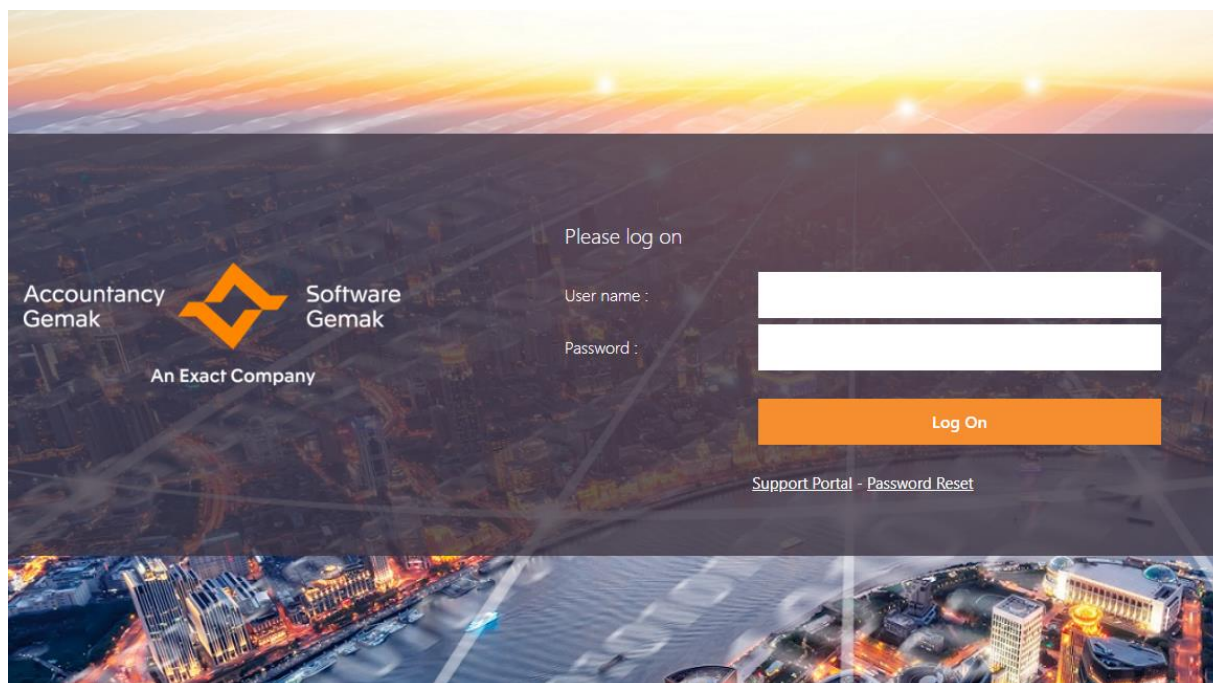 Accountancy Gemak
Software Gemak
An Exact Company
Please log on
User name :
Password :
Log On
Support Portal - Password Reset